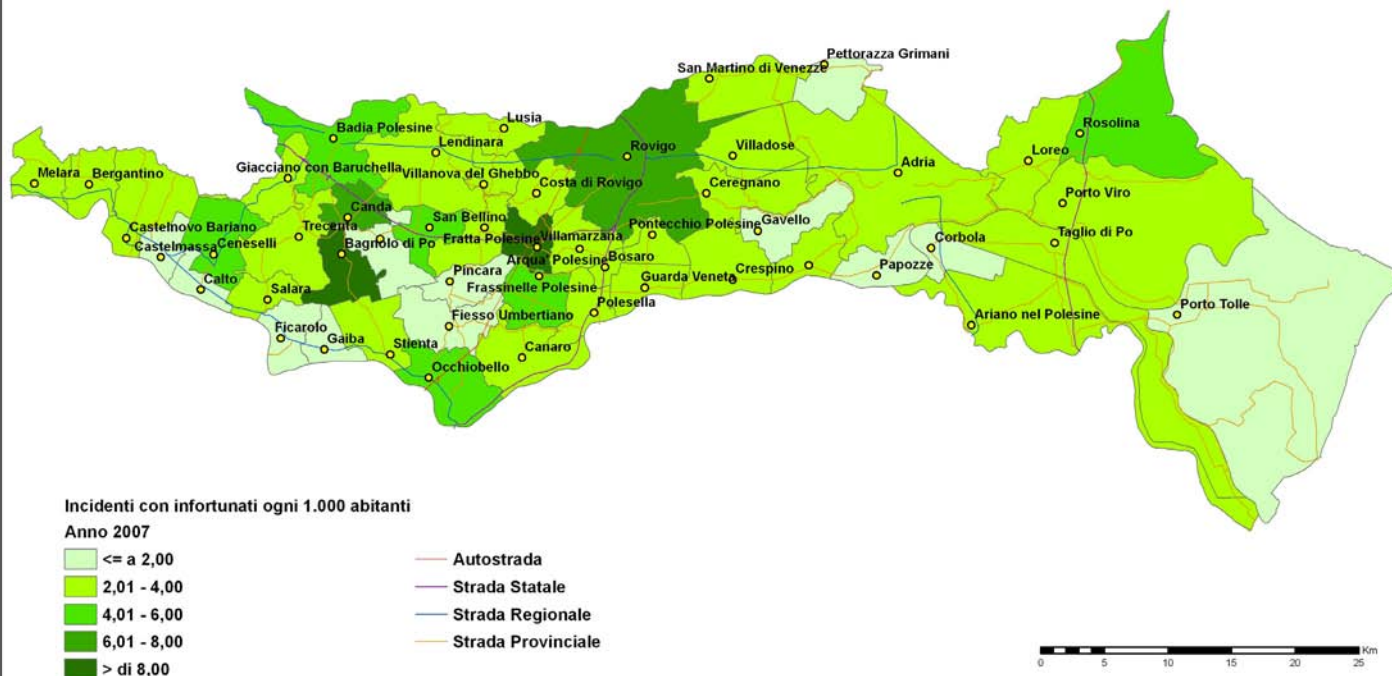 Pettorazza Grimani
San Martino di Venezze
Lusia
Badia Polesine
Rosolina
Lendinara
Rovigo
Villadose
Loreo
Adria
Giacciano con Baruchella
Melara
Bergantino
Villanova del Ghebbo
Costa di Rovigo
Ceregnano
Porto Viro
Canda
Castelnovo Bariano
Trecenta
San Bellino
Pontecchio Polesine
Gavello
Castelmassa
Ceneselli
Bagnolo di Po
Fratta Polesine
Villamarzana
Corbola
Taglio di Po
Arqua' Polesine
Bosaro
Calto
Pincara
Crespino
Papozze
Guarda Veneta
Frassinelle Polesine
Salara
Polesella
Porto Tolle
Fiesso Umbertiano
Ariano nel Polesine
Ficarolo
Gaiba
Stienta
Canaro
Occhiobello
Incidenti con infortunati ogni 1.000 abitanti
Anno 2007
<= a 2,00
2,01 - 4,00
4,01 - 6,00
6,01 - 8,00
> di 8,00
Autostrada
Strada Statale
Strada Regionale
Strada Provinciale
Km
0 5 10 15 20 25